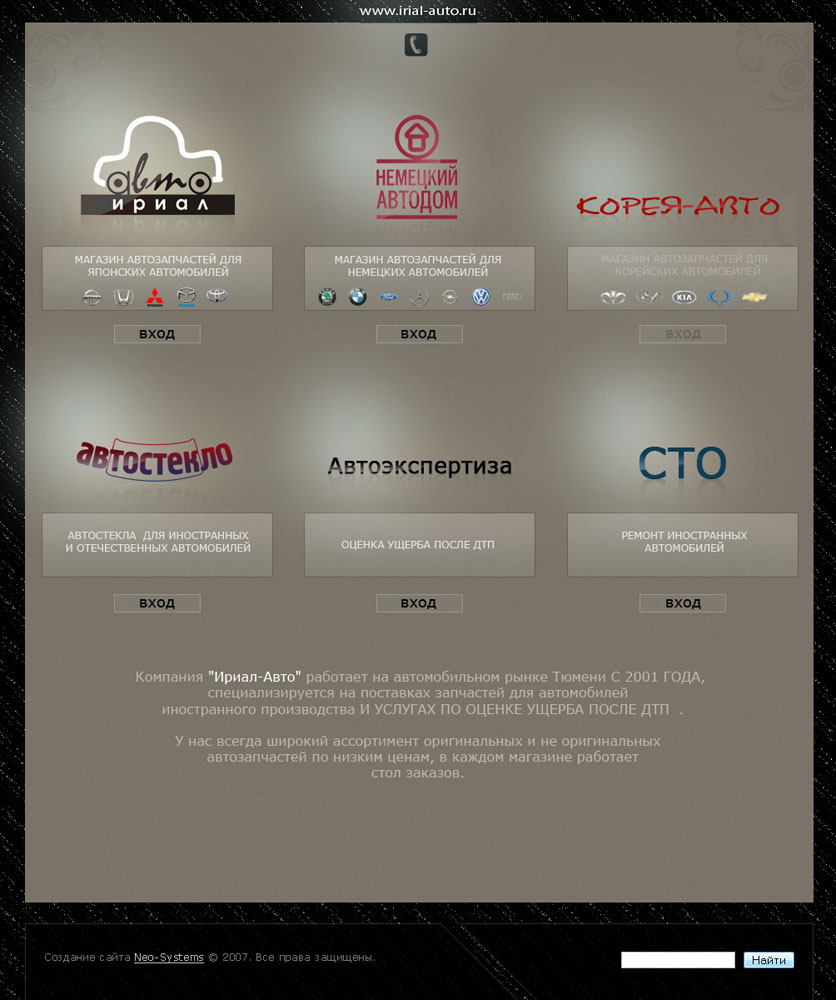 www.irial-auto.ru
авто
ириал
НЕМЕЦКИЙ
АВТОДОМ
КОРЕЯ-АВТО
МАГАЗИН АВТОЗАПЧАСТЕЙ ДЛЯ
ЯПОНСКИХ АВТОМОБИЛЕЙ
МАГАЗИН АВТОЗАПЧАСТЕЙ ДЛЯ
НЕМЕЦКИХ АВТОМОБИЛЕЙ
МАГАЗИН АВТОЗАПЧАСТЕЙ ДЛЯ
КОРЕЙСКИХ АВТОМОБИЛЕЙ
KIA
ВХОД
ВХОД
ВХОД
автостекло
Автоэкспертиза
СТО
АВТОСТЕКЛА ДЛЯ ИНОСТРАННЫХ
И ОТЕЧЕСТВЕННЫХ АВТОМОБИЛЕЙ
ОЦЕНКА УЩЕРБА ПОСЛЕ ДТП
РЕМОНТ ИНОСТРАННЫХ
АВТОМОБИЛЕЙ
ВХОД
ВХОД
ВХОД
Компания "Ириал-Авто" работает на автомобильном рынке Тюмени С 2001 ГОДА,
специализируется на поставках запчастей для автомобилей
иностранного производства И УСЛУГАХ ПО ОЦЕНКЕ УЩЕРБА ПОСЛЕ ДТП .
У нас всегда широкий ассортимент оригинальных и не оригинальных
автозапчастей по низким ценам, в каждом магазине работает
стол заказов.
Создание сайта Neo-Systems © 2007. Все права защищены.
Найти